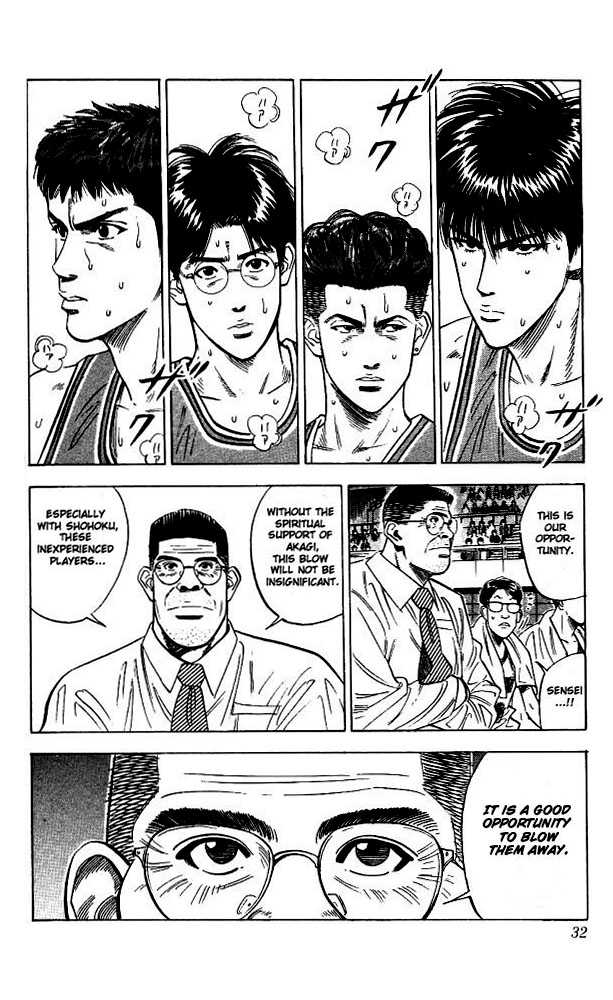 ザワ
ザワ
ザワ
THIS IS
OUR
OPPOR-
TUNITY.
SENSEI
...!!
WITHOUT THE
SPIRITUAL
SUPPORT OF
AKAGI,
THIS BLOW
WILL NOT BE
INSIGNIFICANT.
ESPECIALLY
WITH SHOHOKU,
THESE
INEXPERIENCED
PLAYERS...
IT IS A GOOD
OPPORTUNITY
TO BLOW
THEM AWAY.
32